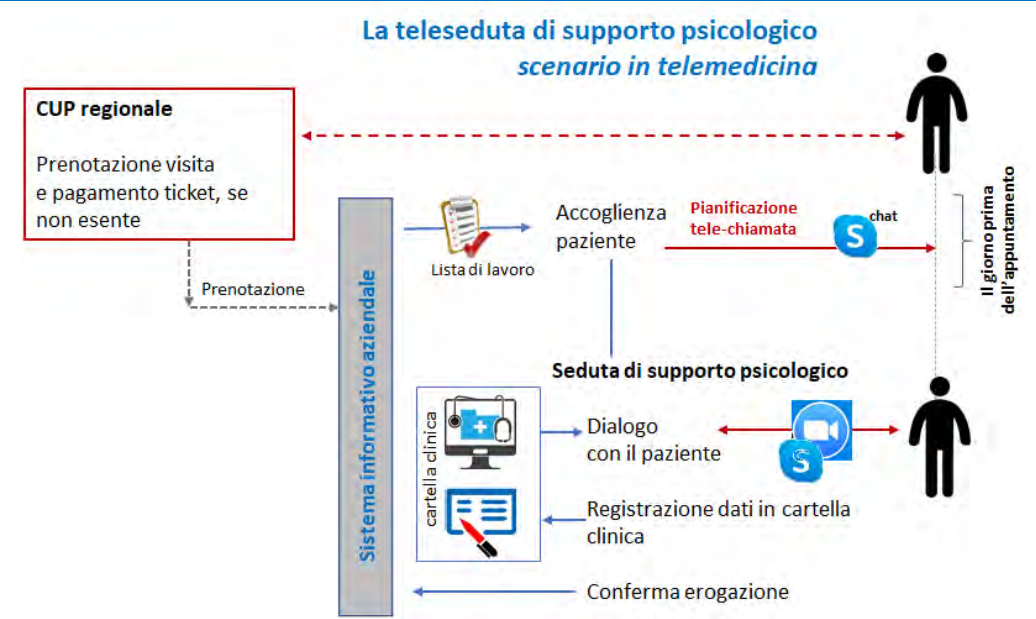 La teleseduta di supporto psicologico
scenario in telemedicina
CUP regionale
Prenotazione visita
e pagamento ticket, se
non esente
Prenotazione
Sistema informativo aziendale
Lista di lavoro
Accoglienza
paziente
Pianificazione
tele-chiamata
S
chat
Il giorno prima
dell'appuntamento
Seduta di supporto psicologico
cartella clinica
Dialogo
con il paziente
S
Registrazione dati in cartella
clinica
Conferma erogazione